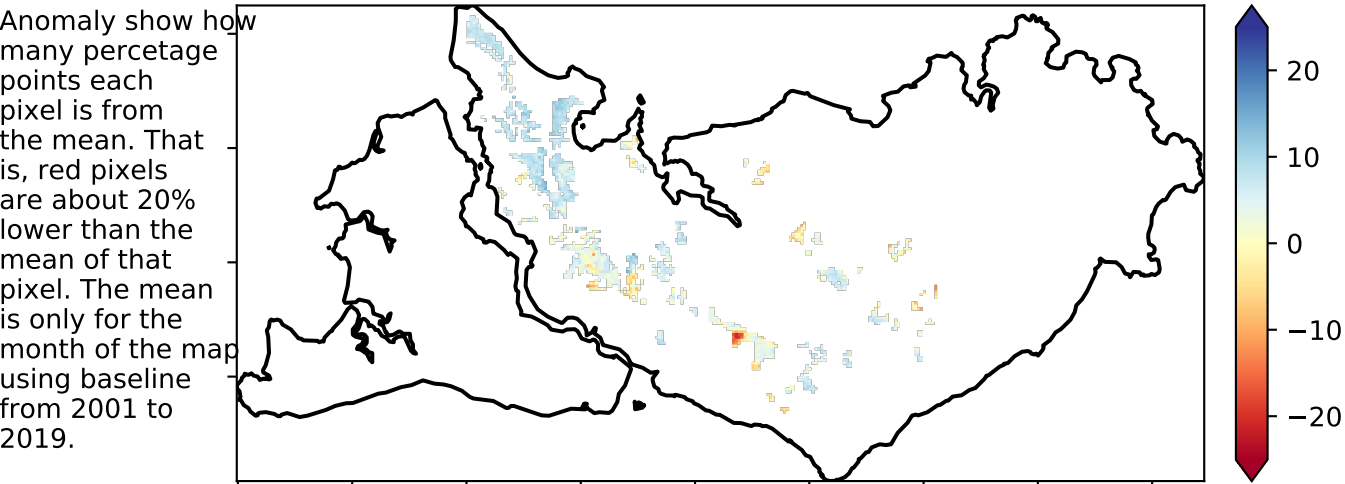 Anomaly show how
many percetage
points each
pixel is from
the mean. That
is, red pixels
are about 20%
lower than the
mean of that
pixel. The mean
is only for the
month of the map
using baseline
from 2001 to
2019.
20
10
0
−10
−20